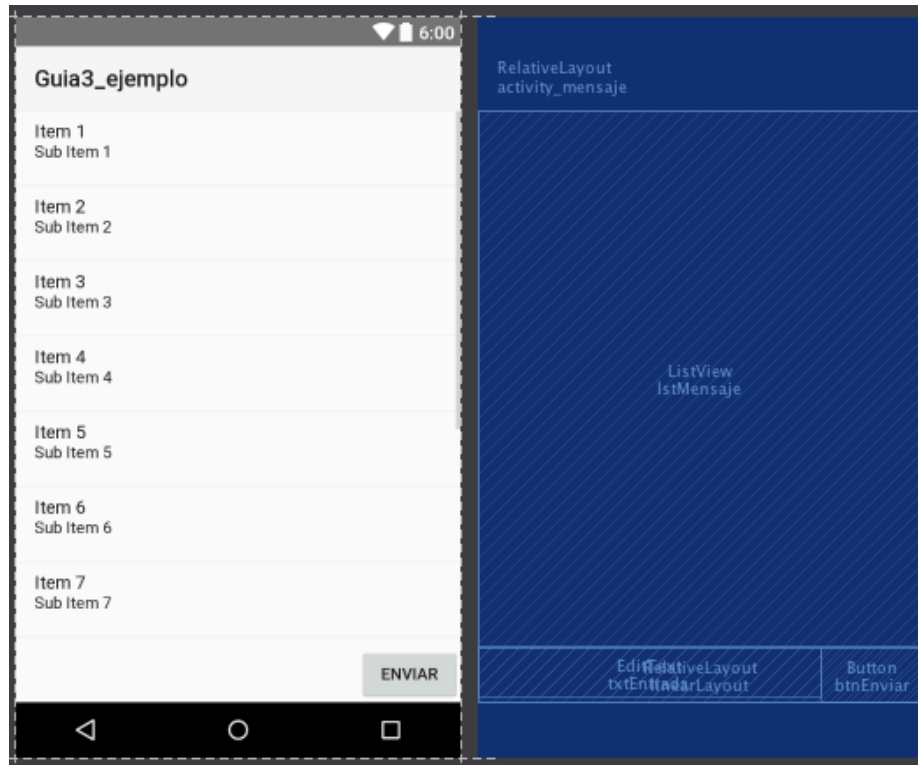 6:00
Guia3_ejemplo
Item 1
Sub Item 1
Item 2
Sub Item 2
Item 3
Sub Item 3
Item 4
Sub Item 4
Item 5
Sub Item 5
Item 6
Sub Item 6
Item 7
Sub Item 7
ENVIAR
RelativeLayout
activity_mensaje
ListView
lstMensaje
RelativeLayout
Button
btnEnviar